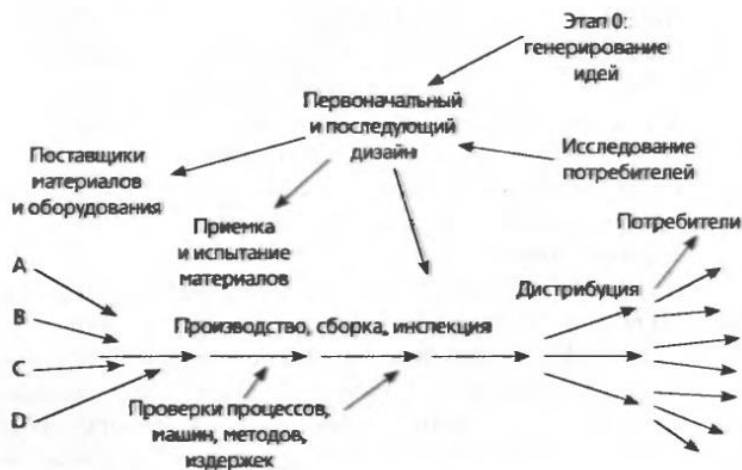 Этап 0:
генерирование
идей
Первоначальный
и последующий
дизайн
Исследование
потребителей
Поставщики
материалов
и оборудования
Приемка
и испытание
материалов
Потребители
A
Дистрибуция
B
Производство, сборка, инспекция
C
D
Проверки процессов,
машин, методов,
издержек